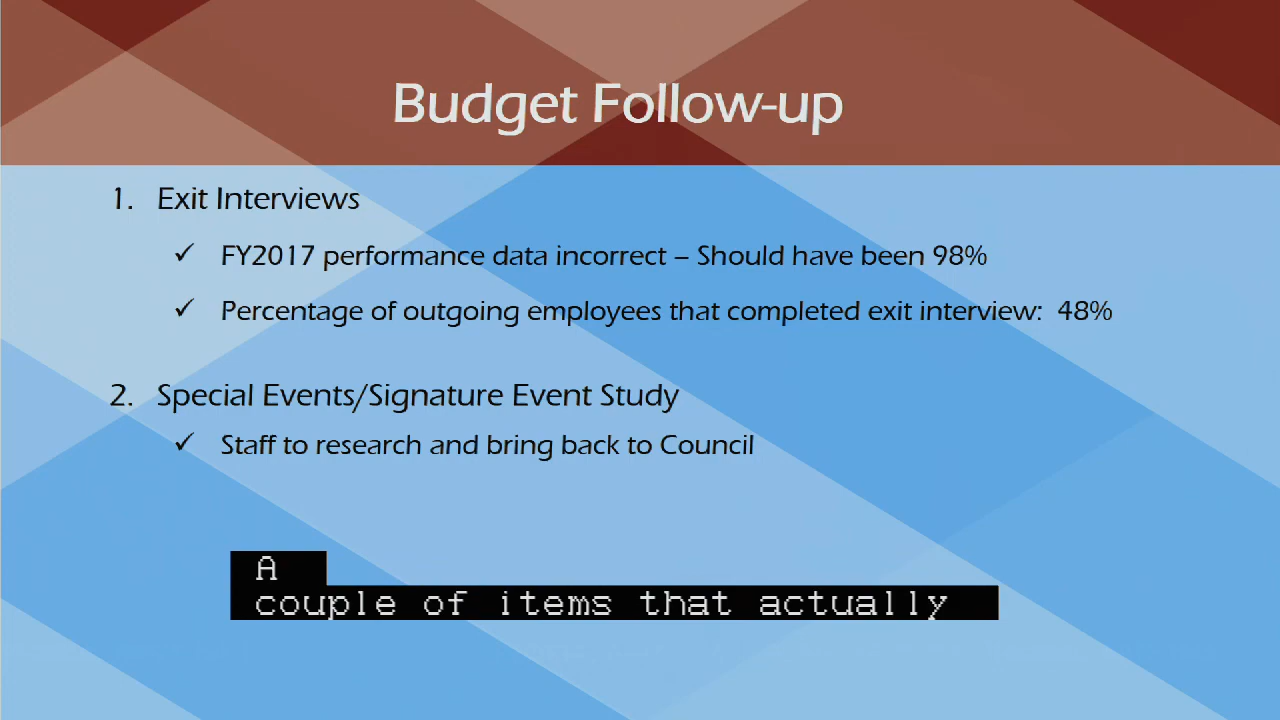 Budget Follow-up
1. Exit Interviews
✓ FY2017 performance data incorrect – Should have been 98%
✓ Percentage of outgoing employees that completed exit interview: 48%
2. Special Events/Signature Event Study
✓ Staff to research and bring back to Council
A
couple of items that actually